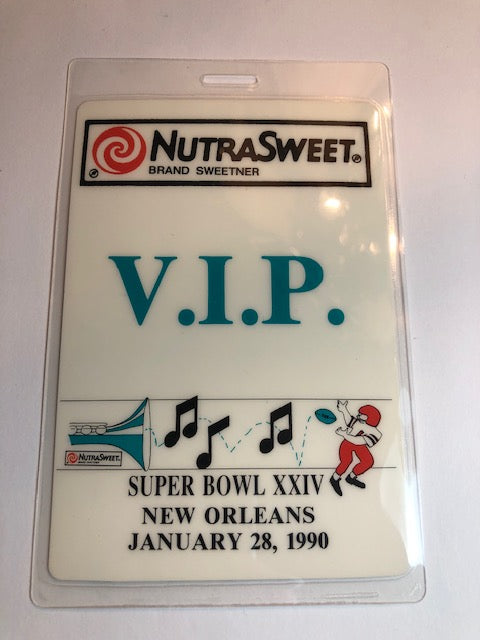 NUTRASWEET®
BRAND SWEETNER
®
V.I.P.
NUTRASWEET
SUPER BOWL XXIV
NEW ORLEANS
JANUARY 28, 1990